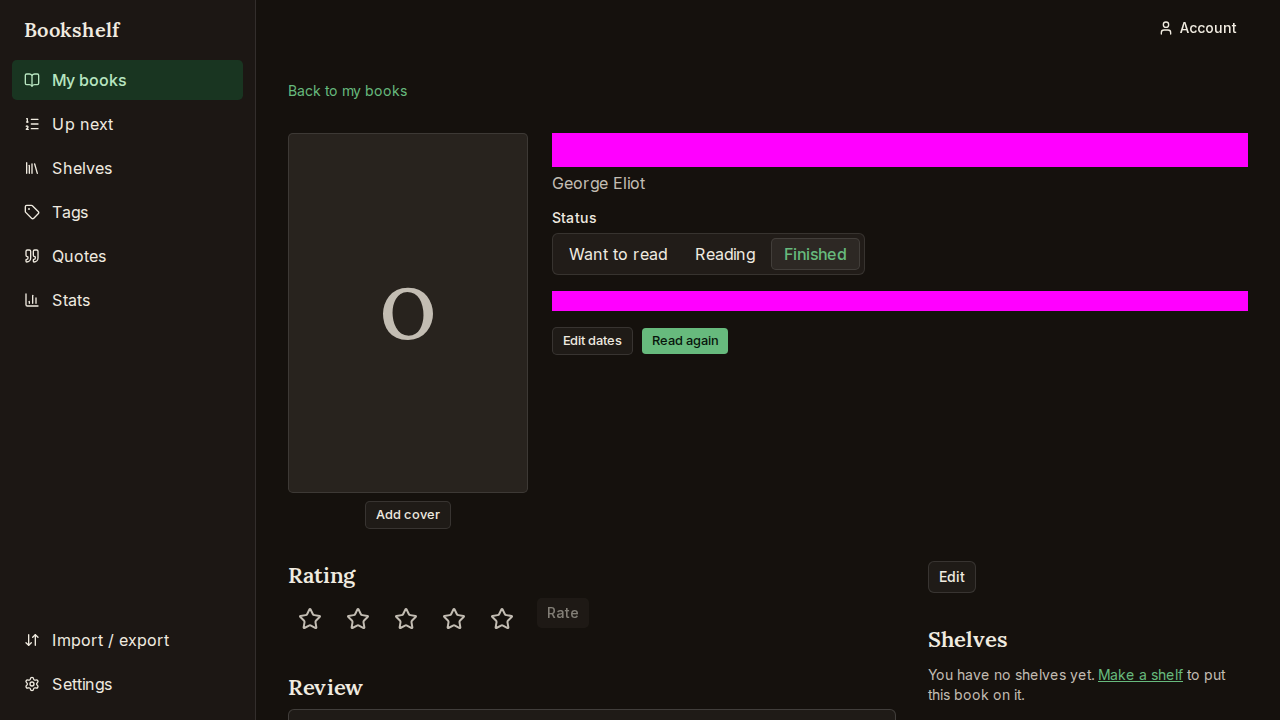 Bookshelf
Account
My books
Up next
Shelves
Tags
Quotes
Stats
Import / export
Settings
Back to my books
O
Add cover
George Eliot
Status
Want to read
Reading
Finished
Edit dates
Read again
Rating
Rate
Review
Edit
Shelves
You have no shelves yet. Make a shelf to put
this book on it.